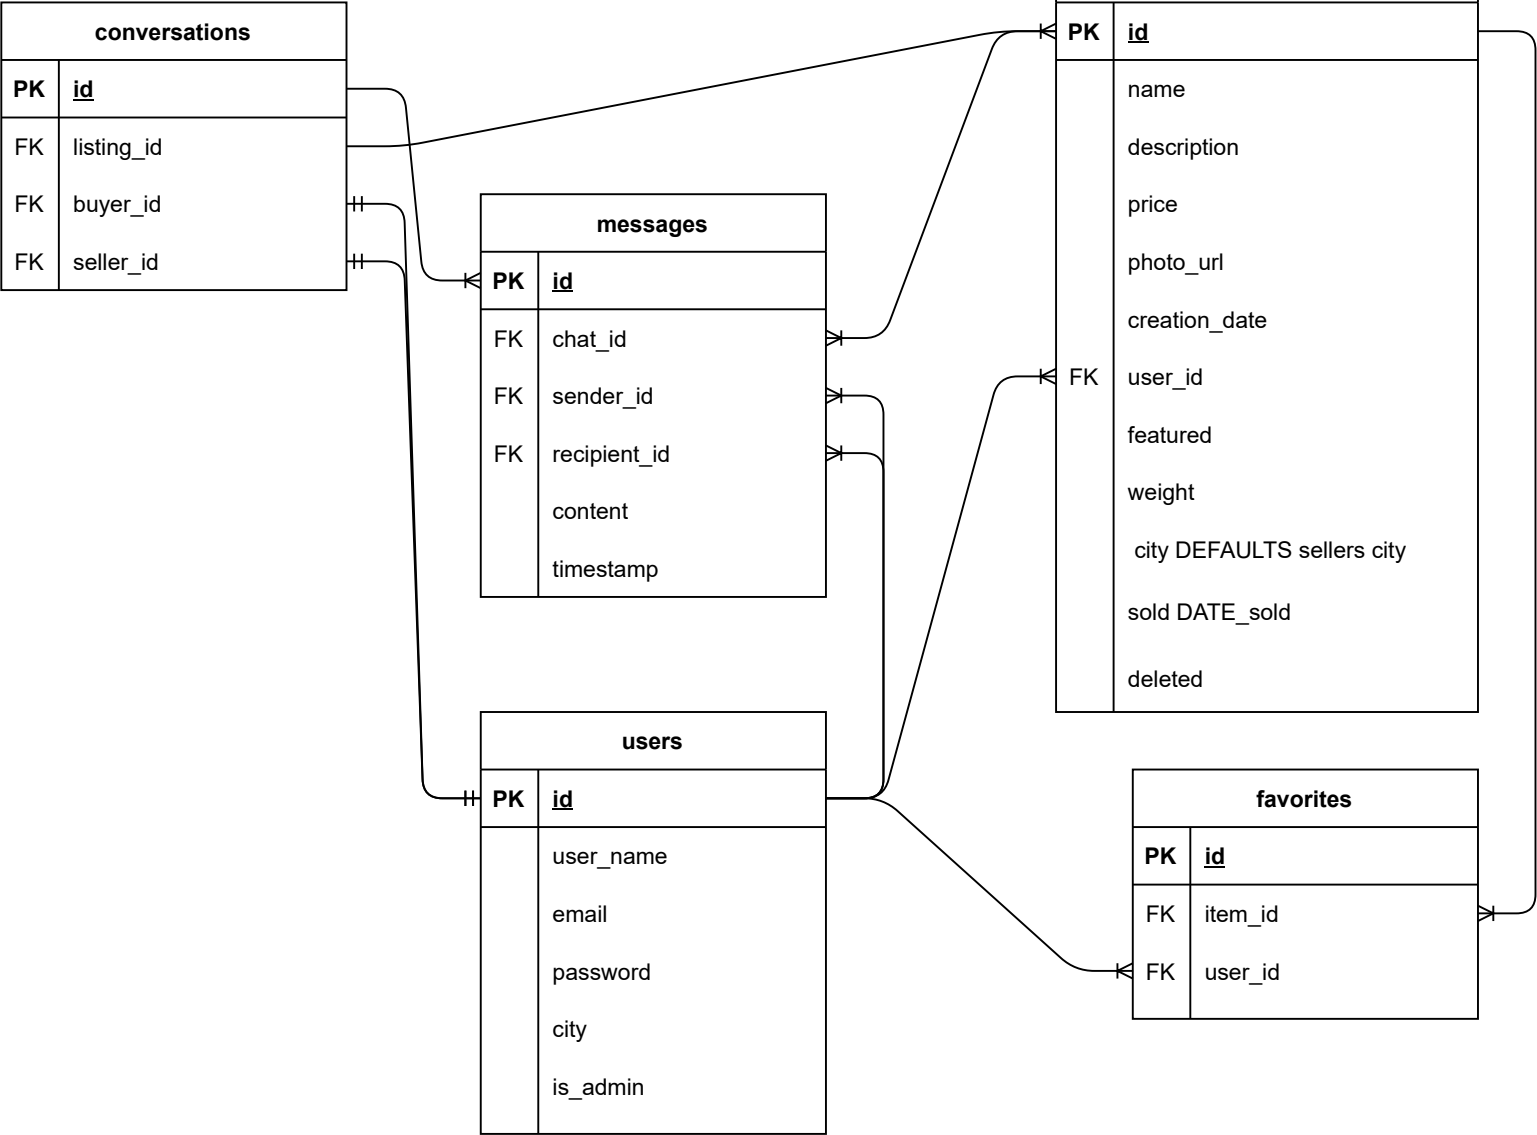 conversations
PK id
FK listing_id
FK buyer_id
FK seller_id
messages
PK id
FK chat_id
FK sender_id
FK recipient_id
content
timestamp
users
PK id
user_name
email
password
city
is_admin
PK id
name
description
price
photo_url
creation_date
FK user_id
featured
weight
city DEFAULTS sellers city
sold DATE_sold
deleted
favorites
PK id
FK item_id
FK user_id